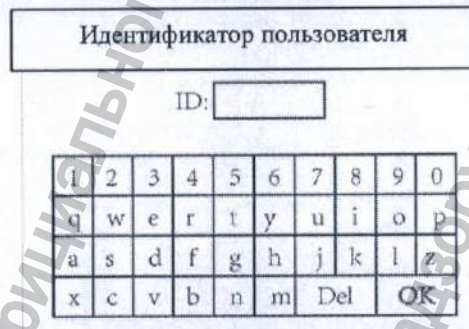 Идентификатор пользователя
ID:
1 2 3 4 5 6 7 8 9 0
q w e r t y u i o p
a s d f g h j k l z
x c v b n m Del OK